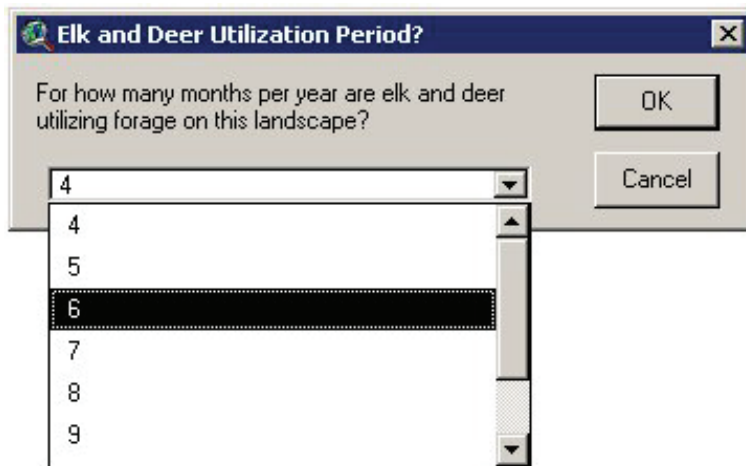 Elk and Deer Utilization Period?
For how many months per year are elk and deer
utilizing forage on this landscape?
OK
Cancel
4
4
5
6
7
8
9